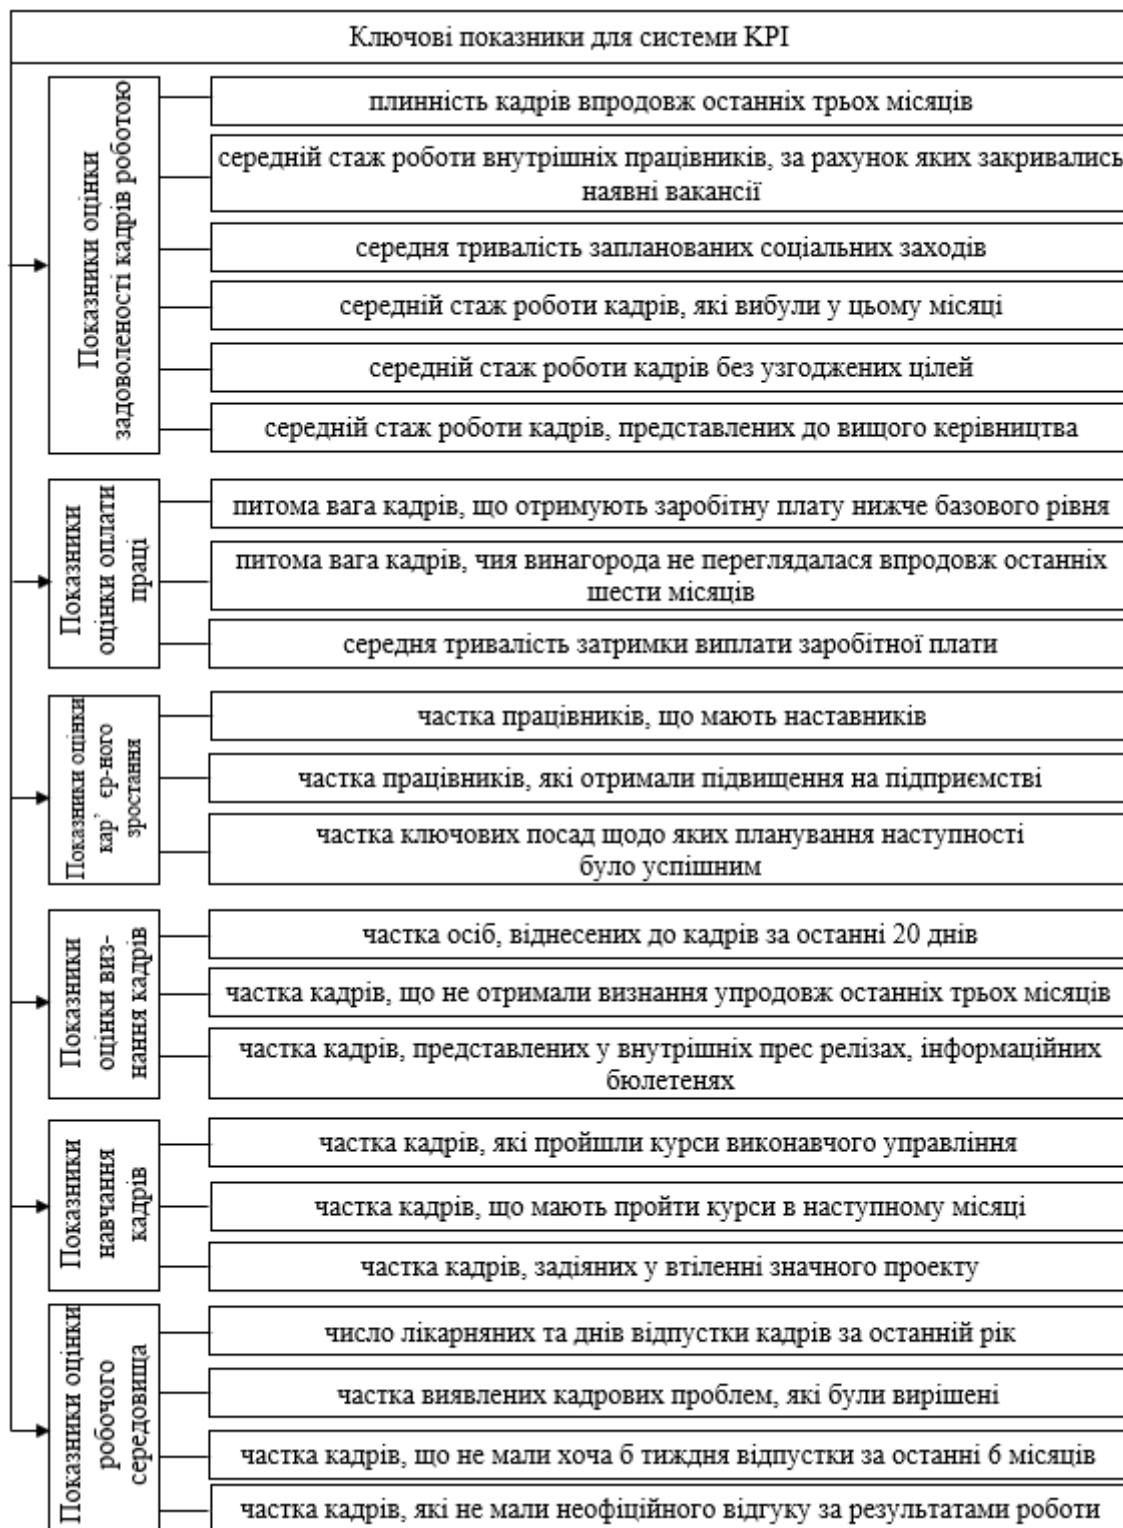 Ключові показники для системи KPI
Показники оцінки
задоволеності кадрів роботою
плинність кадрів впродовж останніх трьох місяців
середній стаж роботи внутрішніх працівників, за рахунок яких закривались
наявні вакансії
середня тривалість запланованих соціальних заходів
середній стаж роботи кадрів, які вибули у цьому місяці
середній стаж роботи кадрів без узгоджених цілей
середній стаж роботи кадрів, представлених до вищого керівництва
Показники
оцінки оплати
праці
питома вага кадрів, що отримують заробітну плату нижче базового рівня
питома вага кадрів, чия винагорода не переглядалася впродовж останніх
шести місяців
середня тривалість затримки виплати заробітної плати
Показники оцінки
кар’ єр-ного
зростання
частка працівників, що мають наставників
частка працівників, які отримали підвищення на підприємстві
частка ключових посад щодо яких планування наступності
було успішним
Показники
оцінки виз-
нання кадрів
частка осіб, віднесених до кадрів за останні 20 днів
частка кадрів, що не отримали визнання упродовж останніх трьох місяців
частка кадрів, представлених у внутрішніх прес релізах, інформаційних
бюлетенях
Показники
навчання
кадрів
частка кадрів, які пройшли курси виконавчого управління
частка кадрів, що мають пройти курси в наступному місяці
частка кадрів, задіяних у втіленні значного проекту
Показники оцінки
робочого
середовища
число лікарняних та днів відпустки кадрів за останній рік
частка виявлених кадрових проблем, які були вирішені
частка кадрів, що не мали хоча б тиждня відпустки за останні 6 місяців
частка кадрів, які не мали неофіційного відгуку за результатами роботи